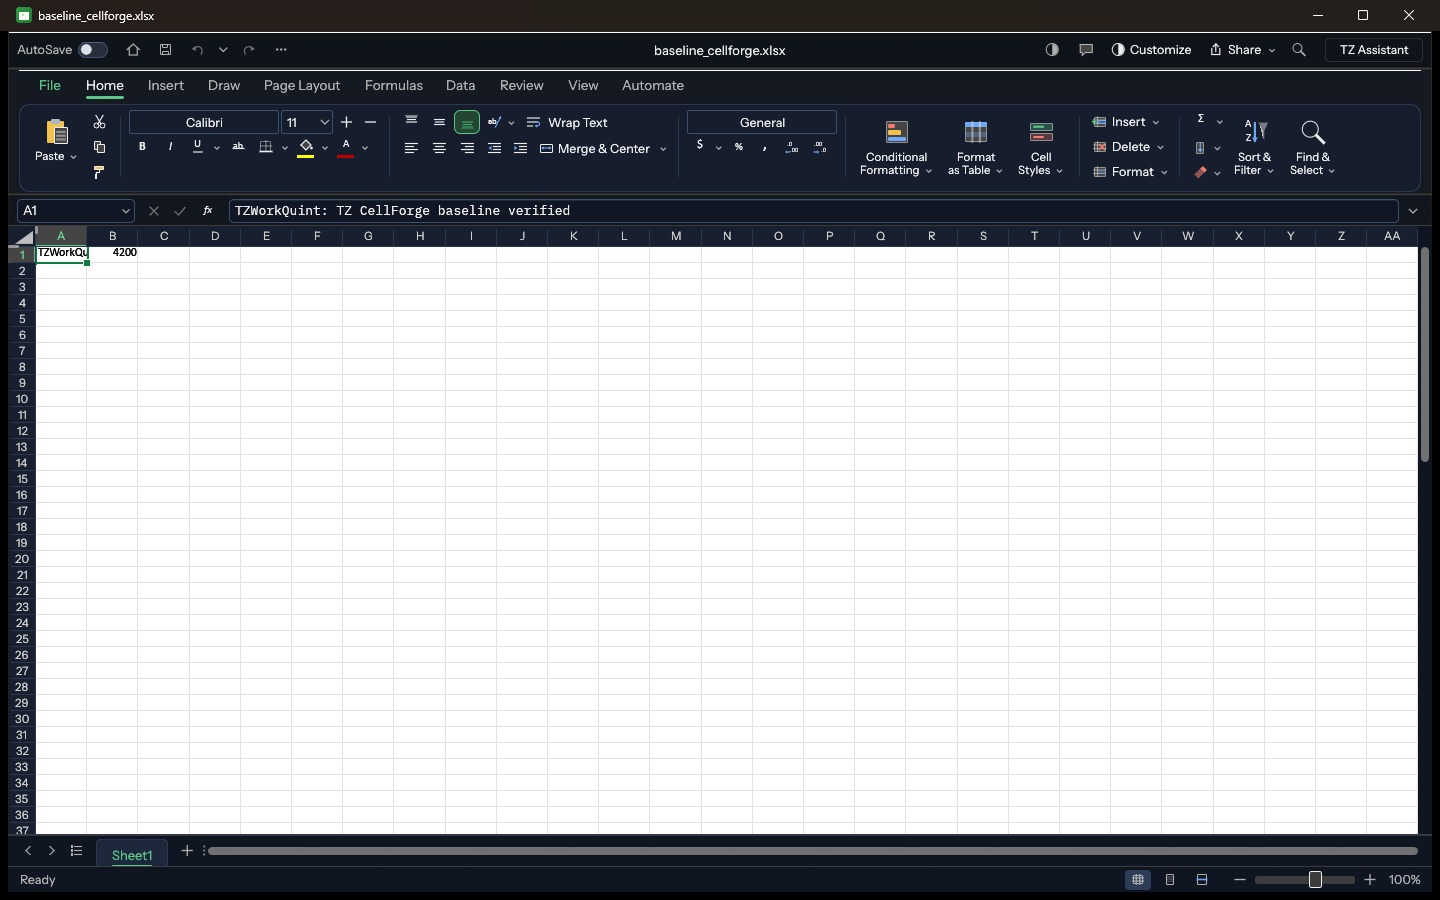 baseline_cellforge.xlsx
AutoSave
baseline_cellforge.xlsx
Customize
Share
TZ Assistant
File Home Insert Draw Page Layout Formulas Data Review View Automate
Paste
Calibri 11
B I U ab A
ab Wrap Text
Merge & Center
General
$ % ,
Conditional Formatting
Format as Table
Cell Styles
Insert
Delete
Format
Σ
Sort & Filter
Find & Select
A1 fx TZWorkQuint: TZ CellForge baseline verified
A B C D E F G H I J K L M N O P Q R S T U V W X Y Z AA
1 TZWorkQu 4200
2
3
4
5
6
7
8
9
10
11
12
13
14
15
16
17
18
19
20
21
22
23
24
25
26
27
28
29
30
31
32
33
34
35
36
37
Sheet1
Ready
100%